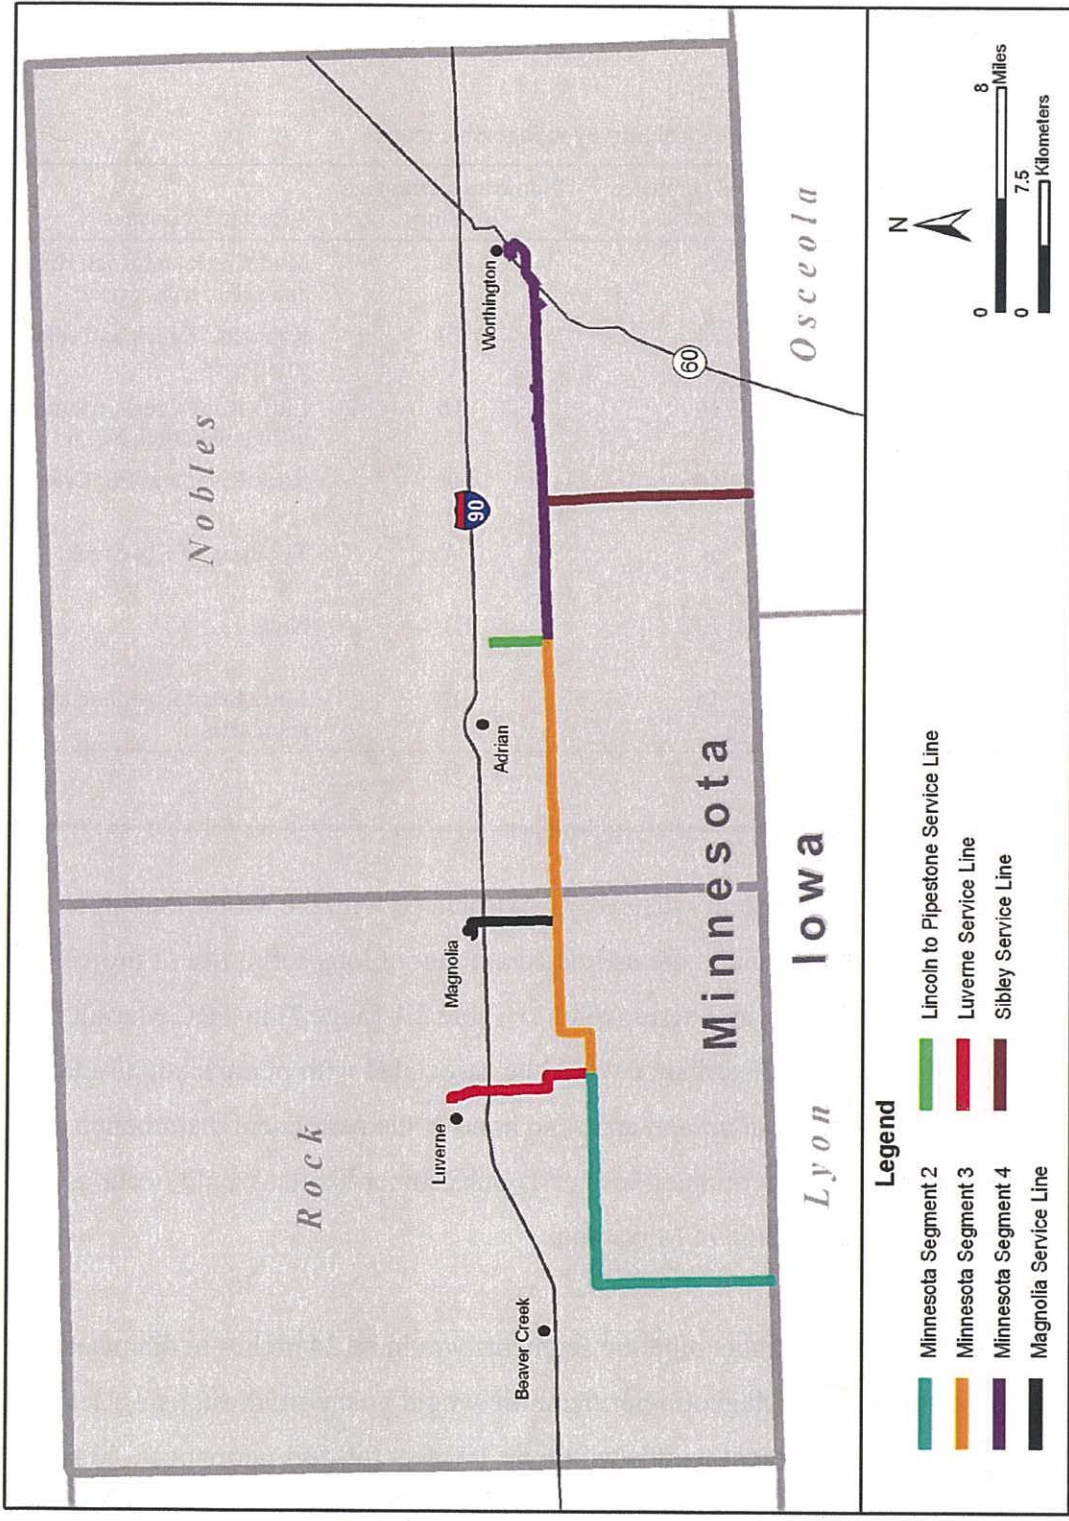 Nobles
Rock
Worthington
90
Adrian
Magnolia
Luverne
Beaver Creek
60
Minnesota
Iowa
Osceola
Lyon
Legend
Minnesota Segment 2
Minnesota Segment 3
Minnesota Segment 4
Magnolia Service Line
Lincoln to Pipestone Service Line
Luverne Service Line
Sibley Service Line
N
0 8
Miles
0 7.5
Kilometers